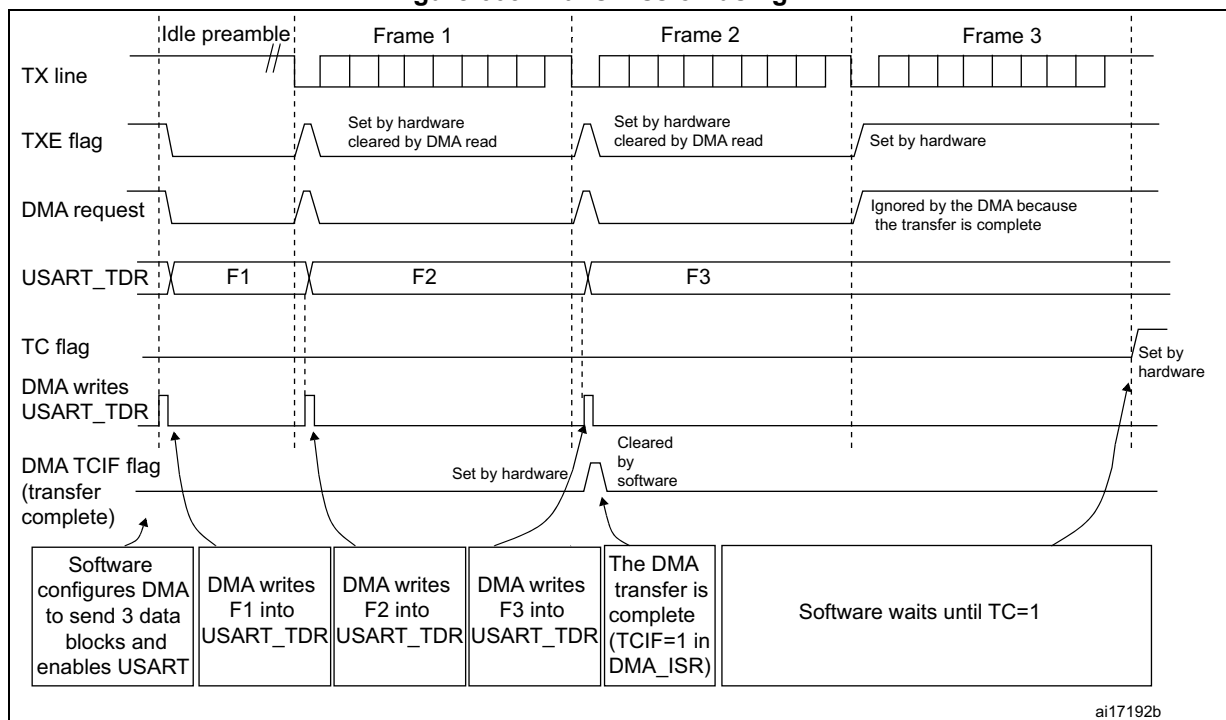 Idle preamble
Frame 1
Frame 2
Frame 3
TX line
TXE flag
Set by hardware
cleared by DMA read
Set by hardware
cleared by DMA read
Set by hardware
DMA request
Ignored by the DMA because
the transfer is complete
USART_TDR
F1
F2
F3
TC flag
Set by
hardware
DMA writes
USART_TDR
DMA TCIF flag
(transfer
complete)
Set by hardware
Cleared
by
software
Software
configures DMA
to send 3 data
blocks and
enables USART
DMA writes
F1 into
USART_TDR
DMA writes
F2 into
USART_TDR
DMA writes
F3 into
USART_TDR
The DMA
transfer is
complete
(TCIF=1 in
DMA_ISR)
Software waits until TC=1
ai17192b